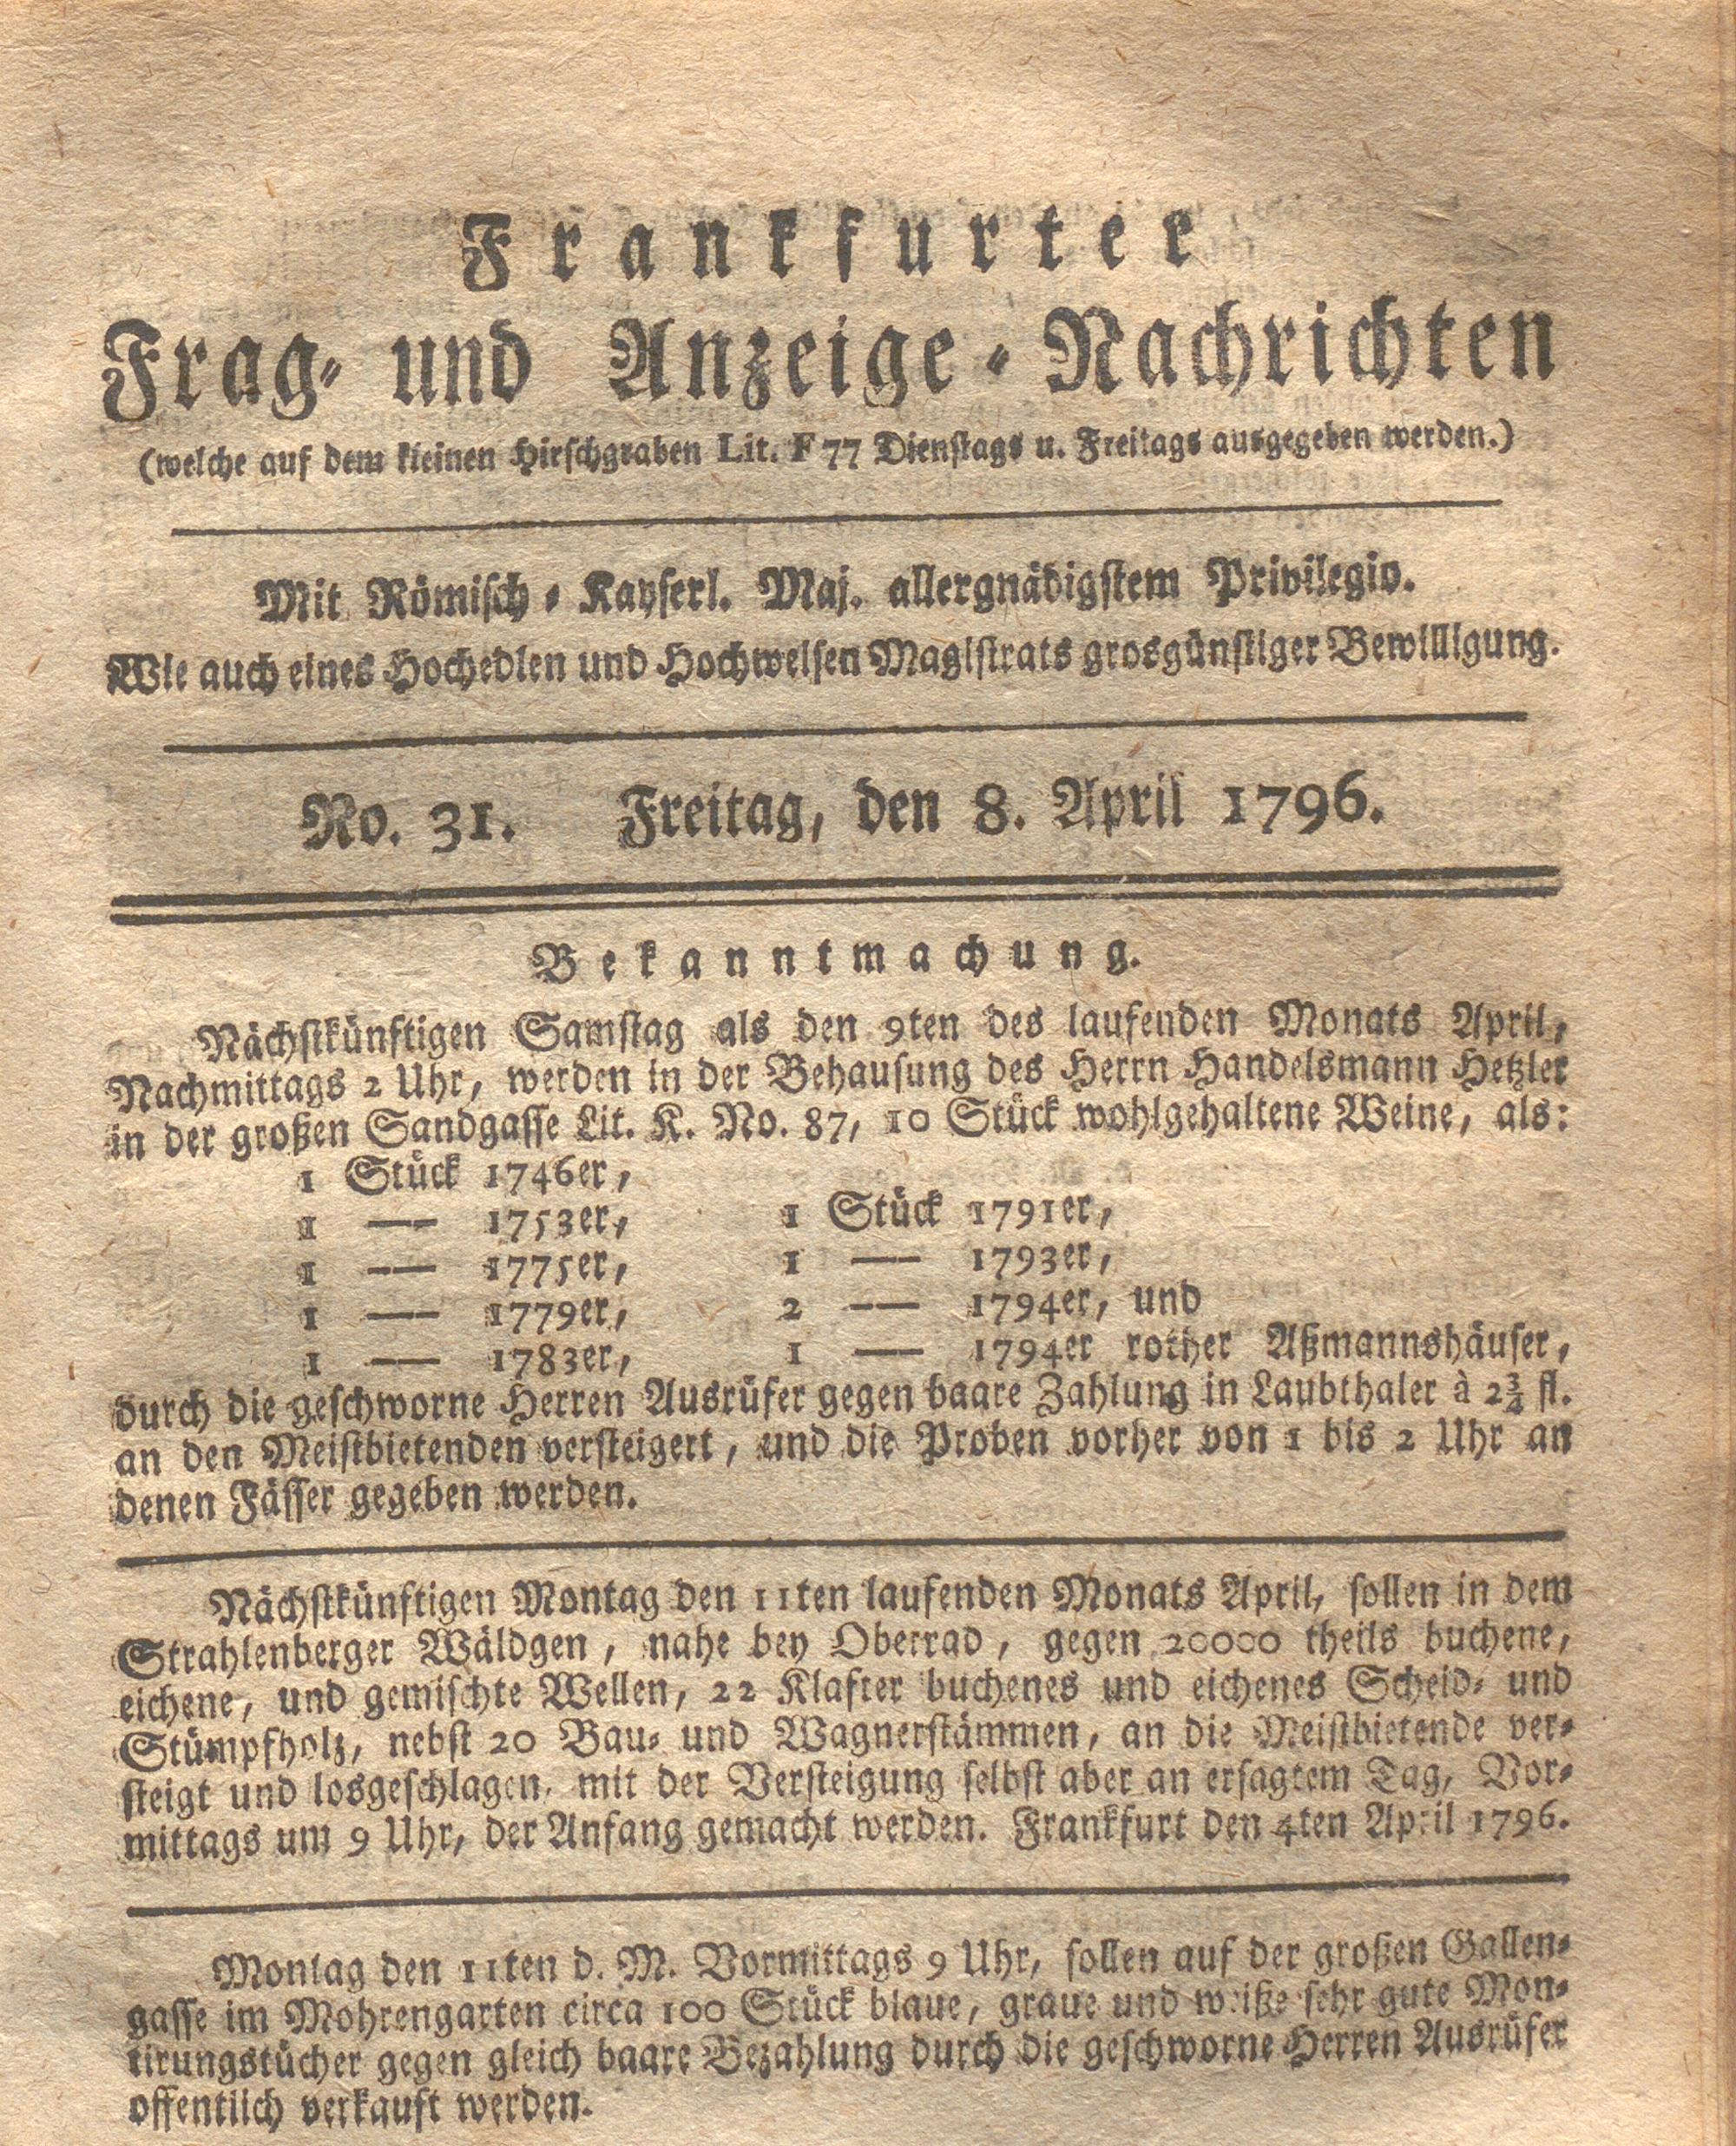 Frankfurter
Frag- und Anzeige-Nachrichten
(welche auf dem kleinen Hirschgraben Lit. F 77 Dienstags u. Freitags ausgegeben werden.)
Mit Römisch-Kayserl. Maj. allergnädigstem Privilegio.
Wie auch eines Hochedlen und Hochweisen Magistrats grosgünstiger Bewilligung.
No. 31. Freitag, den 8. April 1796.
Bekanntmachung.
Nächstkünftigen Samstag als den 9ten des laufenden Monats April,
Nachmittags 2 Uhr, werden in der Behausung des Herrn Handelsmann Hetzler
in der großen Sandgasse Lit. K. No. 87, 10 Stück wohlgehaltene Weine, als:
1 Stück 1746er,
1 — 1753er,
1 — 1775er,
1 — 1779er,
1 — 1783er,
1 Stück 1791er,
1 — 1793er,
2 — 1794er, und
1 — 1794er rother Aßmannshäuser,
durch die geschworne Herren Ausrüfer gegen baare Zahlung in Laubthaler à 2¾ fl.
an den Meistbietenden versteigert, und die Proben vorher von 1 bis 2 Uhr an
denen Fässer gegeben werden.
Nächstkünftigen Montag den 11ten laufenden Monats April, sollen in dem
Strahlenberger Wäldgen, nahe bey Oberrad, gegen 20000 theils buchene,
eichene, und gemischte Wellen, 22 Klafter buchenes und eichenes Scheid- und
Stümpfholz, nebst 20 Bau- und Wagnerstämmen, an die Meistbietende ver-
steigt und losgeschlagen, mit der Versteigung selbst aber an ersagtem Tag, Vor-
mittags um 9 Uhr, der Anfang gemacht werden. Frankfurt den 4ten April 1796.
Montag den 11ten d. M. Vormittags 9 Uhr, sollen auf der großen Gallen-
gasse im Mohrengarten circa 100 Stück blaue, graue und weiße sehr gute Mon-
tirungstücher gegen gleich baare Bezahlung durch die geschworne Herren Ausrüfer
offentlich verkauft werden.